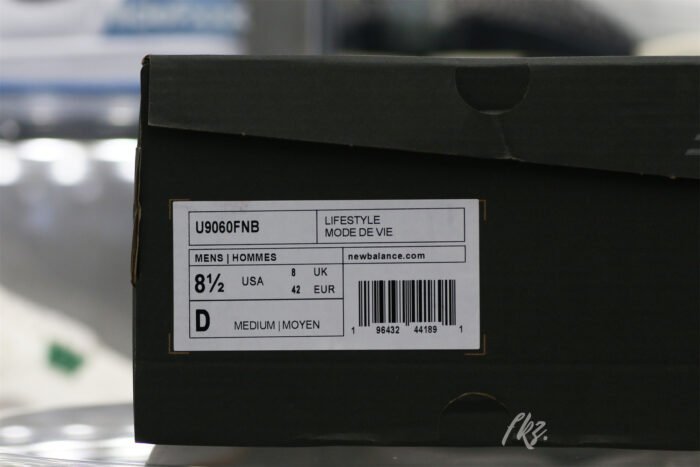 U9060FNB
LIFESTYLE
MODE DE VIE
MENS | HOMMES
newbalance.com
8½ USA 8 UK
42 EUR
D MEDIUM | MOYEN
1 96432 44189 1
fkz.